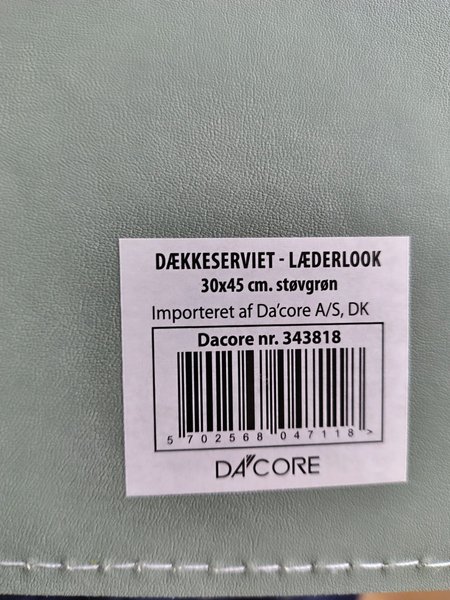 DÆKKESERVIET - LÆDERLOOK
30x45 cm. støvgrøn
Importeret af Da'core A/S, DK
Dacore nr. 343818
5 702568 047118 >
DA'CORE